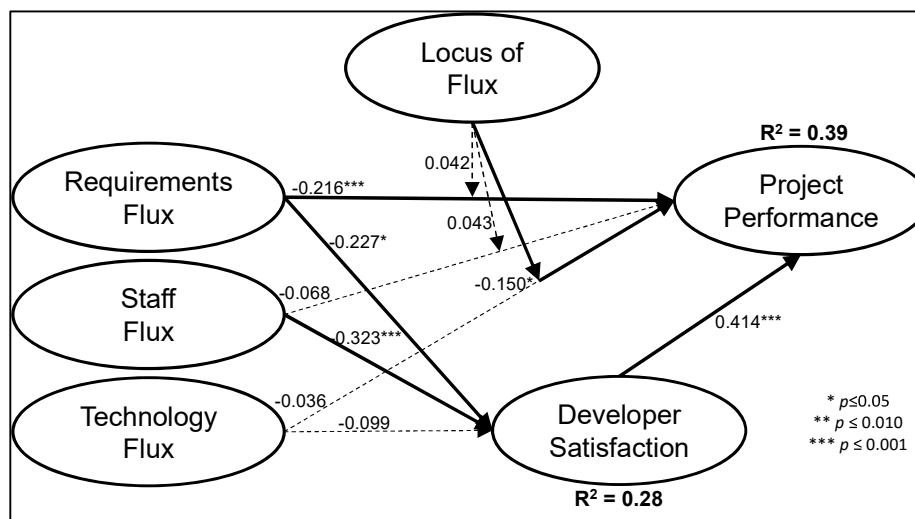 Locus of
Flux
R² = 0.39
0.042
Requirements
Flux
-0.216***
Project
Performance
0.043
-0.227*
-0.150*
Staff
Flux
-0.068
-0.323***
0.414***
Technology
Flux
-0.036
-0.099
Developer
Satisfaction
R² = 0.28
* p≤0.05
** p ≤ 0.010
*** p ≤ 0.001